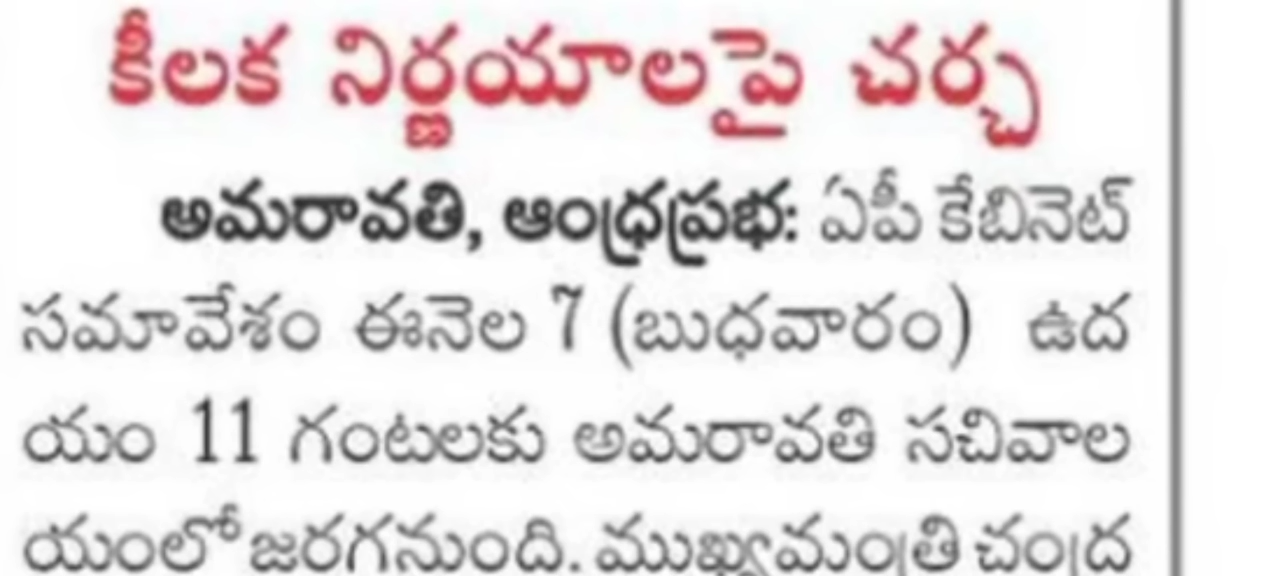 కీలక నిర్ణయాలపై చర్చ
అమరావతి, ఆంధ్రప్రభ: ఏపీ కేబినెట్
సమావేశం ఈనెల 7 (బుధవారం) ఉద
యం 11 గంటలకు అమరావతి సచివాల
యంలో జరగనుంది. ముఖ్యమంత్రి చంద్ర